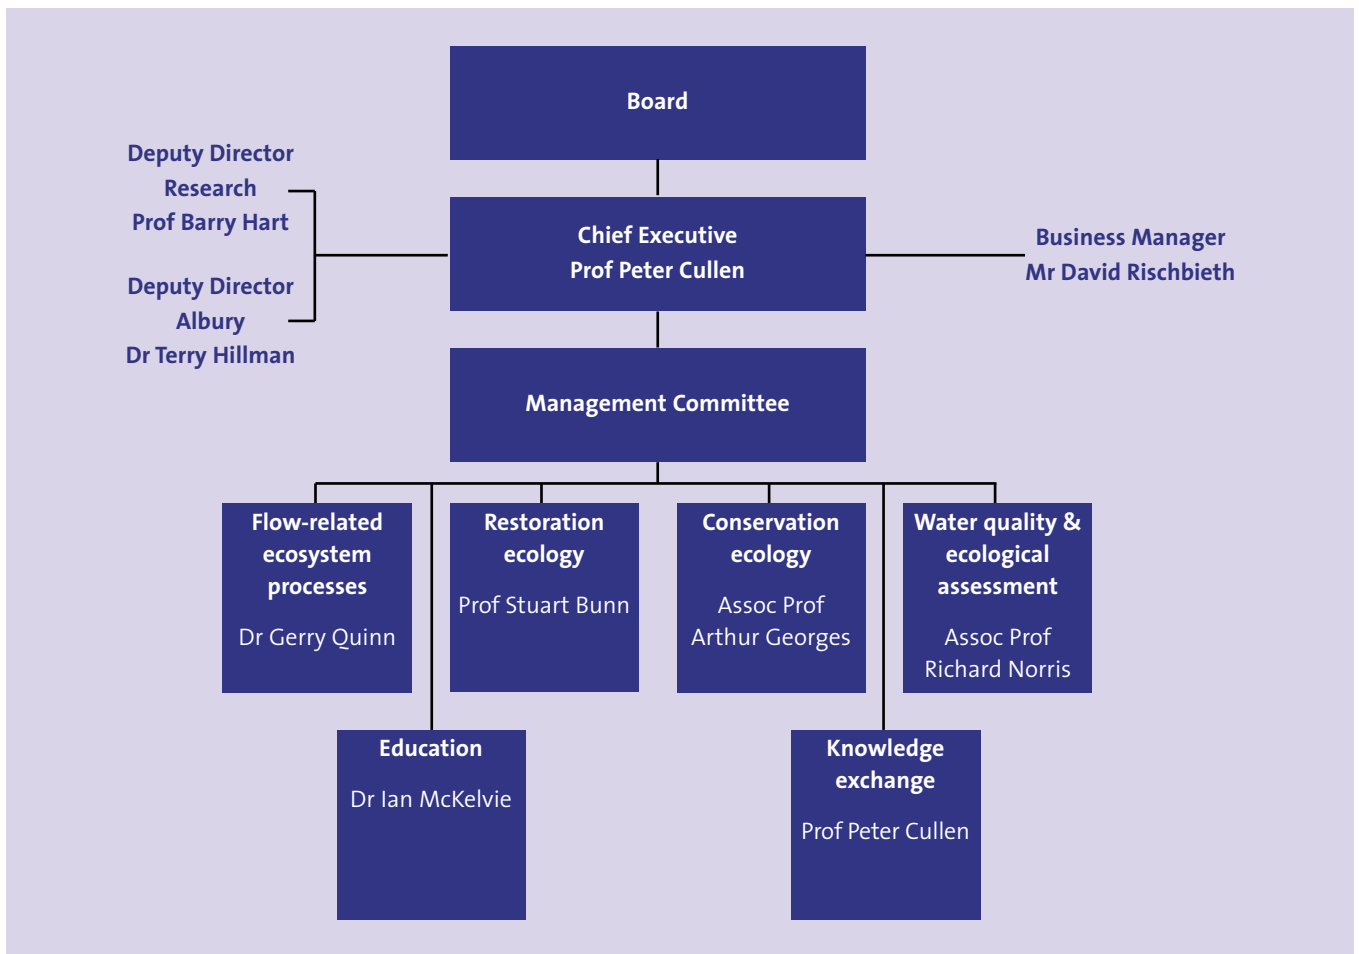 Board
Deputy Director
Research
Prof Barry Hart
Deputy Director
Albury
Dr Terry Hillman
Chief Executive
Prof Peter Cullen
Business Manager
Mr David Rischbieth
Management Committee
Flow-related
ecosystem
processes
Dr Gerry Quinn
Restoration
ecology
Prof Stuart Bunn
Conservation
ecology
Assoc Prof
Arthur Georges
Water quality &
ecological
assessment
Assoc Prof
Richard Norris
Education
Dr Ian McKelvie
Knowledge
exchange
Prof Peter Cullen